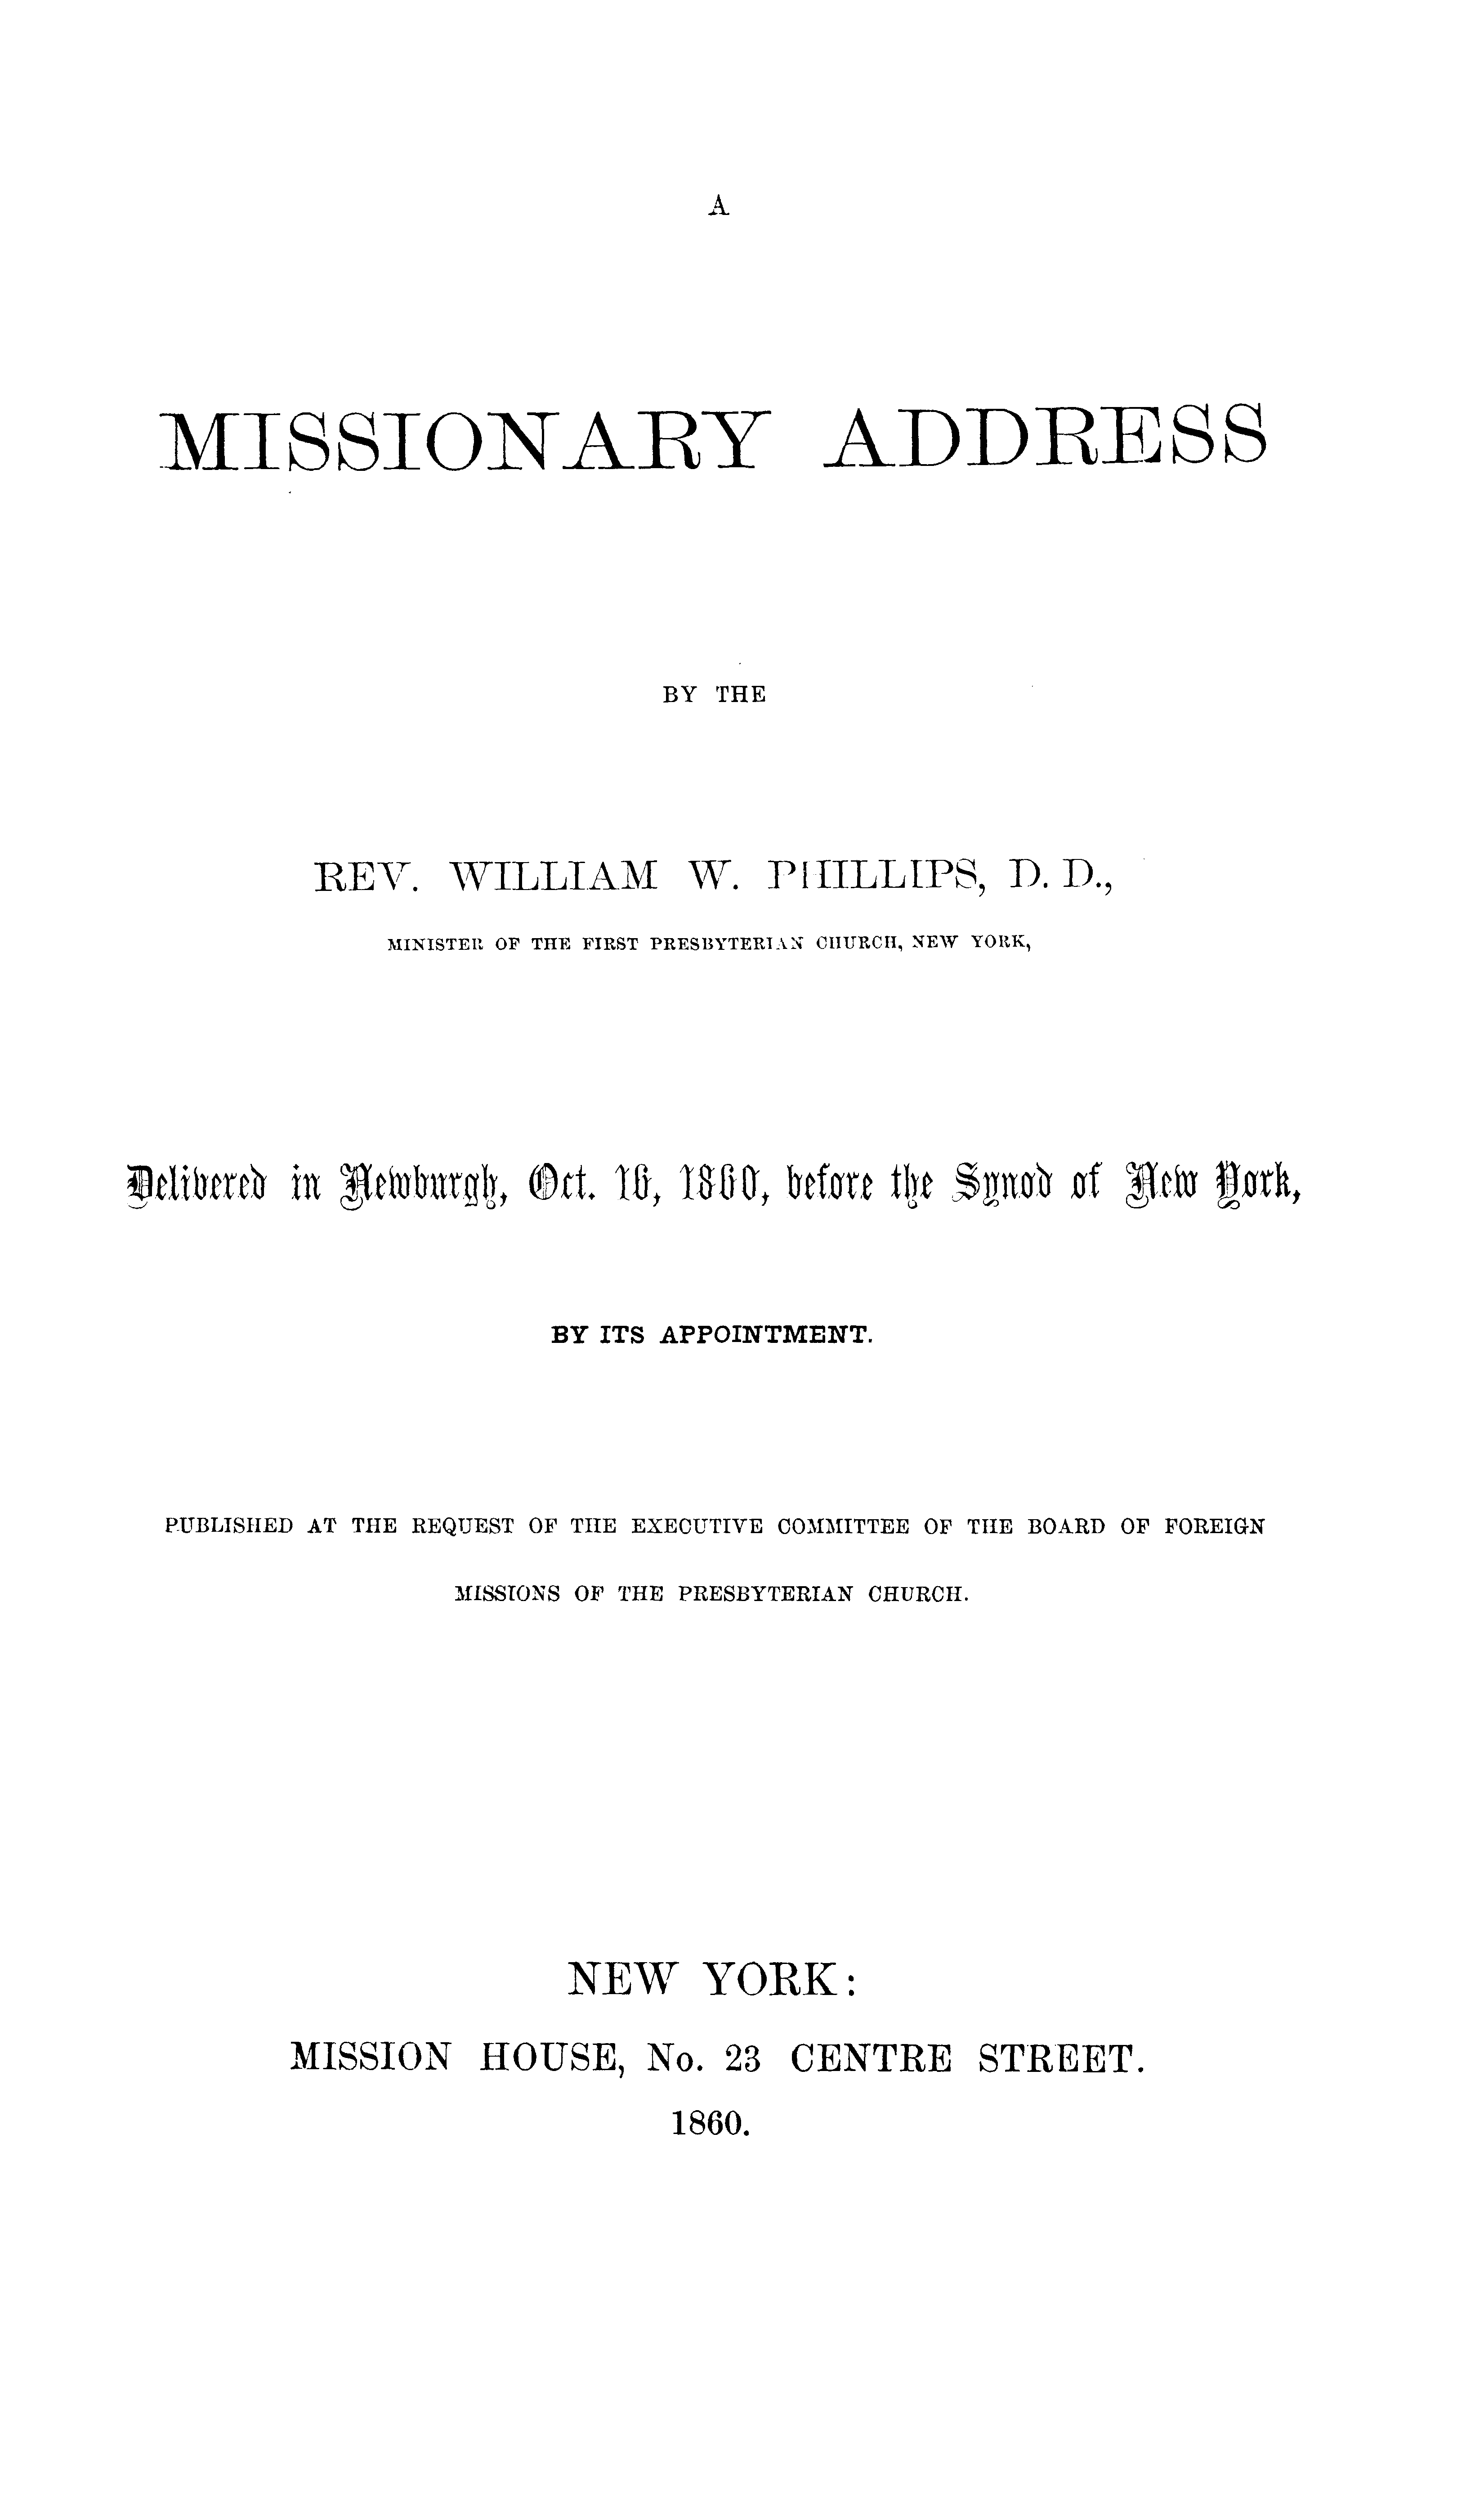 A
MISSIONARY ADDRESS
BY THE
REV. WILLIAM W. PHILLIPS, D. D.,
MINISTER OF THE FIRST PRESBYTERIAN CHURCH, NEW YORK,
Delivered in Newburgh, Oct. 16, 1860, before the Synod of New York,
BY ITS APPOINTMENT.
PUBLISHED AT THE REQUEST OF THE EXECUTIVE COMMITTEE OF THE BOARD OF FOREIGN
MISSIONS OF THE PRESBYTERIAN CHURCH.
NEW YORK:
MISSION HOUSE, No. 23 CENTRE STREET.
1860.